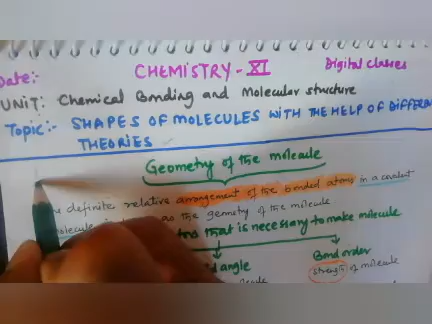 Date:- CHEMISTRY - XI Digital classes
UNIT: Chemical Bonding and Molecular structure
Topic:- SHAPES OF MOLECULES WITH THE HELP OF DIFFER
THEORIES
Geometry of the molecule
definite relative arrangement of the bonded atoms in a covalent
as the geometry of the molecule
that is necessary to make molecule
angle Bond order
strength of molecule